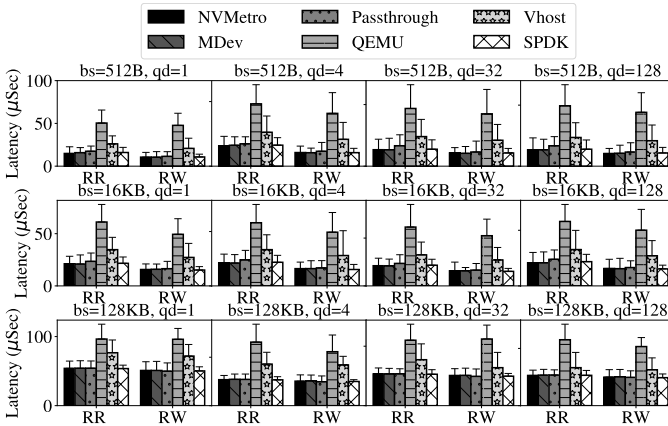 NVMetro Passthrough Vhost
MDev QEMU SPDK
bs=512B, qd=1 bs=512B, qd=4 bs=512B, qd=32 bs=512B, qd=128
Latency (μSec)
100
50
0
RR RW RR RW RR RW RR RW
bs=16KB, qd=1 bs=16KB, qd=4 bs=16KB, qd=32 bs=16KB, qd=128
Latency (μSec)
50
0
RR RW RR RW RR RW RR RW
bs=128KB, qd=1 bs=128KB, qd=4 bs=128KB, qd=32 bs=128KB, qd=128
Latency (μSec)
100
0
RR RW RR RW RR RW RR RW